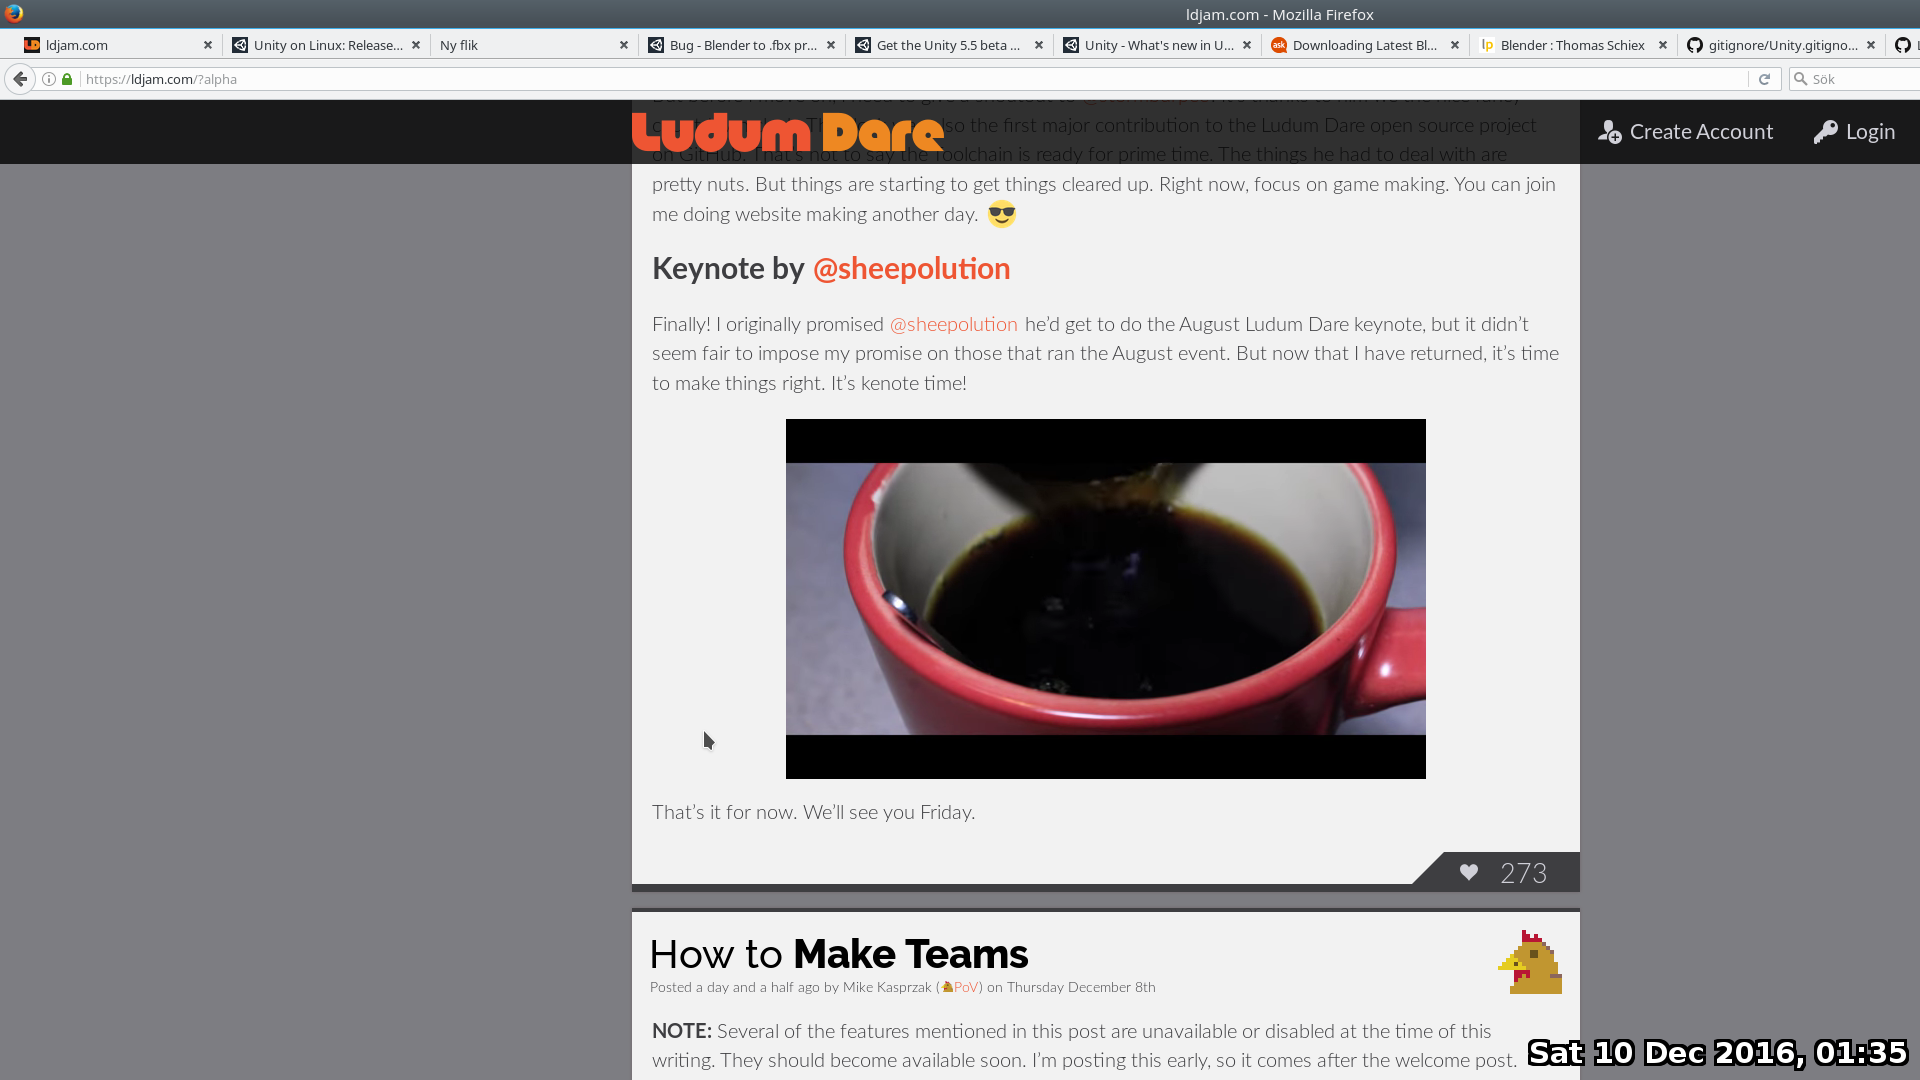 ldjam.com - Mozilla Firefox
ldjam.com
Unity on Linux: Release...
Ny flik
Bug - Blender to .fbx pr...
Get the Unity 5.5 beta ...
Unity - What's new in U...
Downloading Latest Bl...
Blender : Thomas Schiex
gitignore/Unity.gitigno...
https://ldjam.com/?alpha
Sök
Ludum Dare
Create Account
Login
also the first major contribution to the Ludum Dare open source project
on GitHub. That's not to say the Toolchain is ready for prime time. The things he had to deal with are
pretty nuts. But things are starting to get things cleared up. Right now, focus on game making. You can join
me doing website making another day.
Keynote by @sheepolution
Finally! I originally promised @sheepolution he’d get to do the August Ludum Dare keynote, but it didn’t
seem fair to impose my promise on those that ran the August event. But now that I have returned, it’s time
to make things right. It’s kenote time!
That’s it for now. We’ll see you Friday.
273
How to Make Teams
Posted a day and a half ago by Mike Kasprzak (PoV) on Thursday December 8th
NOTE: Several of the features mentioned in this post are unavailable or disabled at the time of this
writing. They should become available soon. I’m posting this early, so it comes after the welcome post.
Sat 10 Dec 2016, 01:35